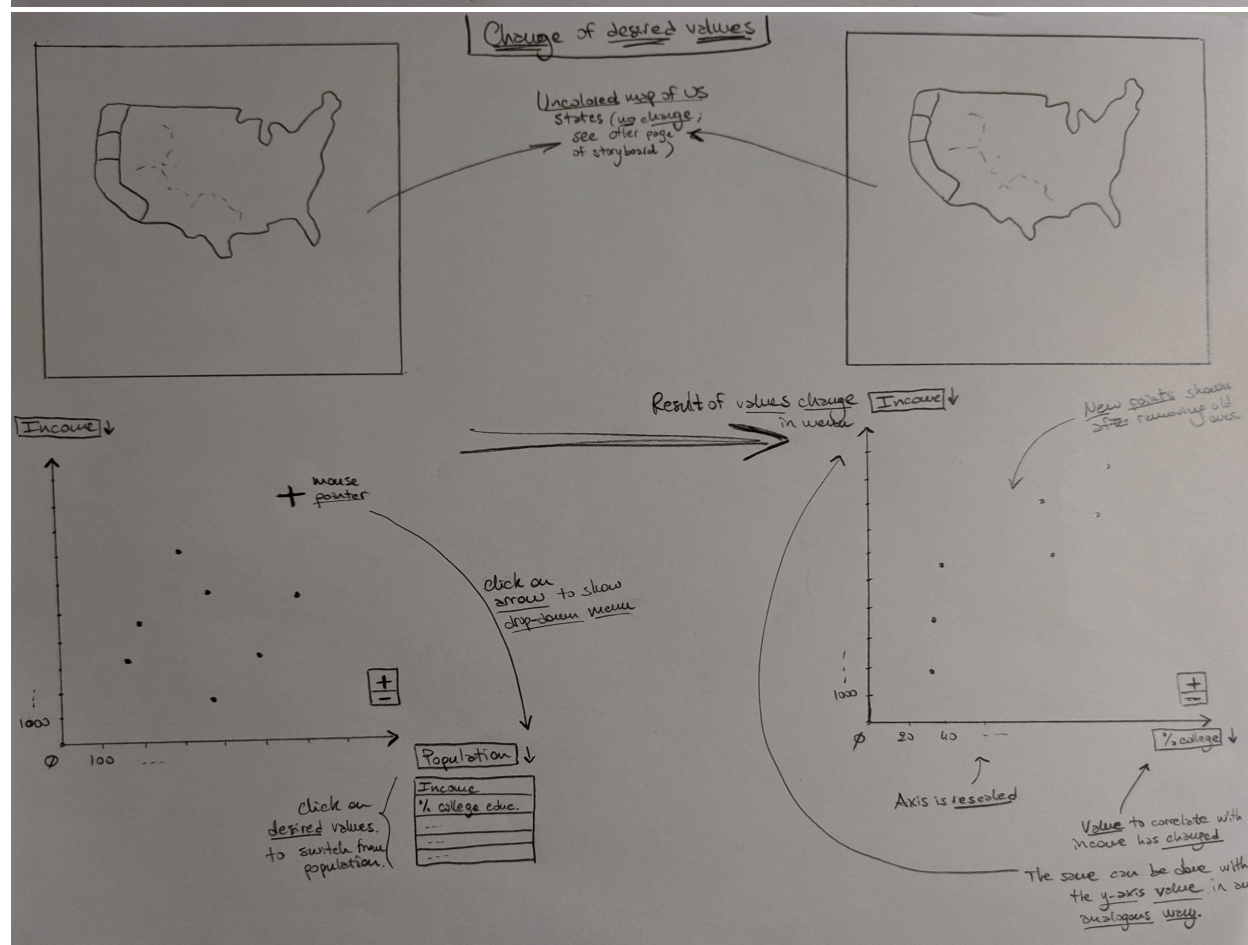 Change of desired values
Uncolored map of US
states (no change,
see other page
of storyboard)
Income ↓
mouse
pointer
click on
arrow to show
drop-down menu
+
-
1000
Ø 100 ----
Population ↓
Income
% college educ.
---
---
---
click on
desired values
to switch from
population.
Result of values change
in menu
Income ↓
New points shown
after removing old
ones
+
-
1000
Ø 20 40 ---
% college ↓
Axis is rescaled
Value to correlate with
income has changed
The same can be done with
the y-axis value in an
analogous way.